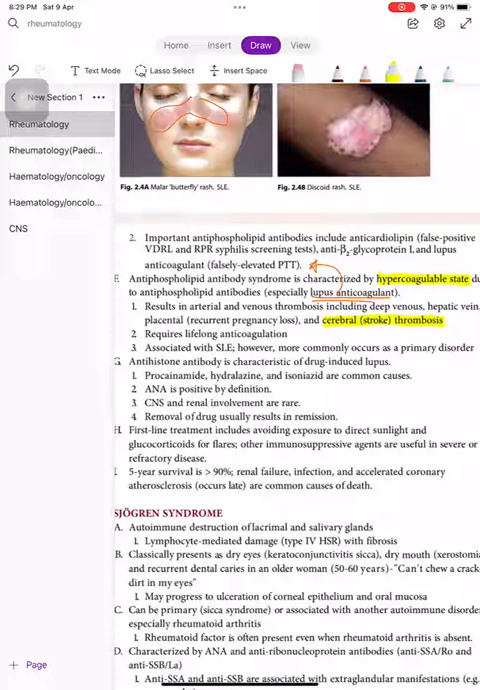 8:29 PM Sat 9 Apr
91%
rheumatology
Home Insert Draw View
Text Mode Lasso Select Insert Space
New Section 1
Rheumatology
Rheumatology(Paedi...
Haematology/oncology
Haematology/oncolo...
CNS
Fig. 2.4A Malar 'butterfly' rash. SLE.
Fig. 2.4B Discoid rash. SLE.
2. Important antiphospholipid antibodies include anticardiolipin (false-positive
VDRL and RPR syphilis screening tests), anti-β2-glycoprotein I, and lupus
anticoagulant (falsely-elevated PTT).
F. Antiphospholipid antibody syndrome is characterized by hypercoagulable state du
to antiphospholipid antibodies (especially lupus anticoagulant).
1. Results in arterial and venous thrombosis including deep venous, hepatic vein,
placental (recurrent pregnancy loss), and cerebral (stroke) thrombosis
2. Requires lifelong anticoagulation
3. Associated with SLE; however, more commonly occurs as a primary disorder
G. Antihistone antibody is characteristic of drug-induced lupus.
1. Procainamide, hydralazine, and isoniazid are common causes.
2. ANA is positive by definition.
3. CNS and renal involvement are rare.
4. Removal of drug usually results in remission.
H. First-line treatment includes avoiding exposure to direct sunlight and
glucocorticoids for flares; other immunosuppressive agents are useful in severe or
refractory disease.
I. 5-year survival is > 90%; renal failure, infection, and accelerated coronary
atherosclerosis (occurs late) are common causes of death.
SJÖGREN SYNDROME
A. Autoimmune destruction of lacrimal and salivary glands
1. Lymphocyte-mediated damage (type IV HSR) with fibrosis
B. Classically presents as dry eyes (keratoconjunctivitis sicca), dry mouth (xerostomi
and recurrent dental caries in an older woman (50-60 years)-"Can't chew a crack
dirt in my eyes"
1. May progress to ulceration of corneal epithelium and oral mucosa
C. Can be primary (sicca syndrome) or associated with another autoimmune disorde
especially rheumatoid arthritis
1. Rheumatoid factor is often present even when rheumatoid arthritis is absent.
D. Characterized by ANA and anti-ribonucleoprotein antibodies (anti-SSA/Ro and
anti-SSB/La)
1. Anti-SSA and anti-SSB are associated with extraglandular manifestations (e.g.
Page